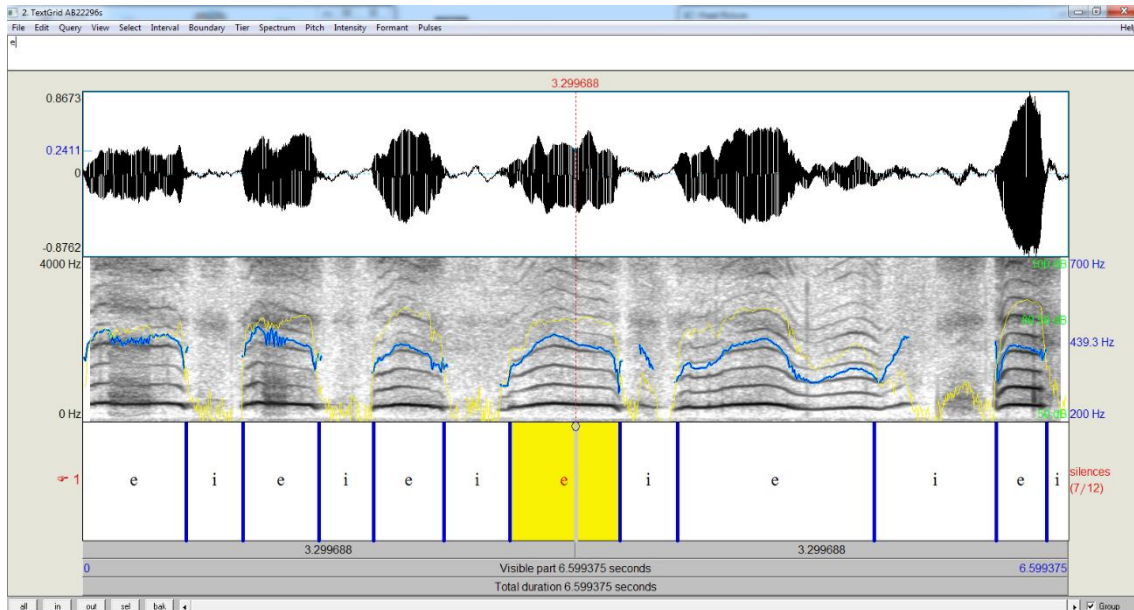 2. TextGrid AB22296s
File Edit Query View Select Interval Boundary Tier Spectrum Pitch Intensity Formant Pulses Hel
e
3.299688
0.8673
0.2411
0
-0.8762
4000 Hz
700 Hz
439.3 Hz
0 Hz
200 Hz
1
e i e i e i e i e i e i
silences
(7/12)
3.299688 3.299688
0 Visible part 6.599375 seconds 6.599375
Total duration 6.599375 seconds
all in out sel bak Group